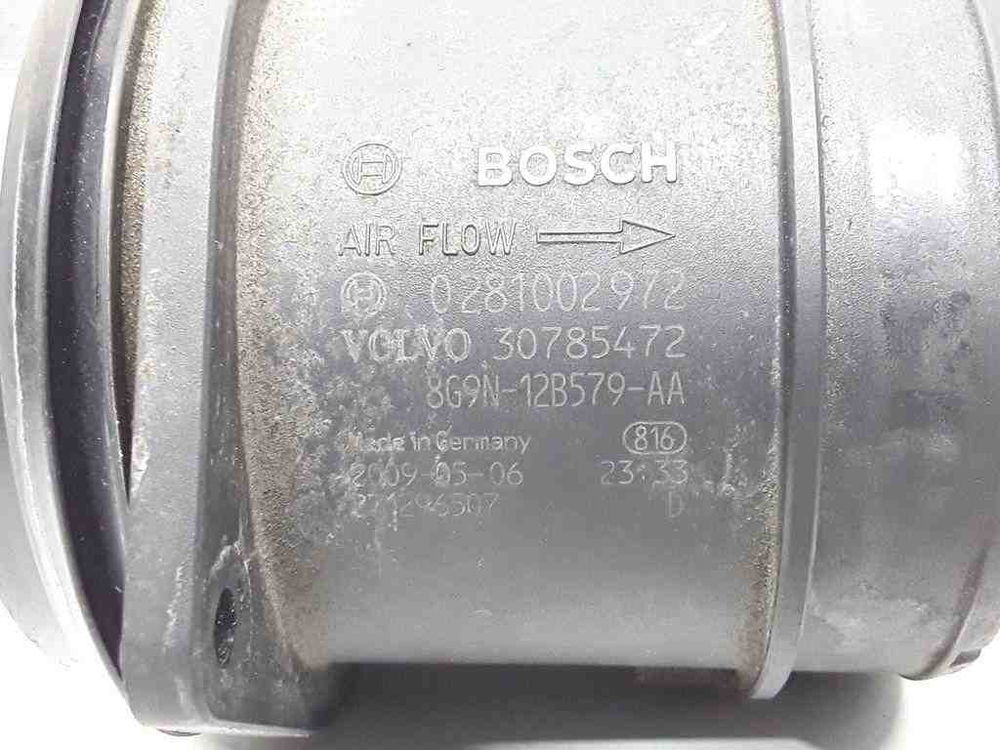 BOSCH
AIR FLOW
0281002972
VOLVO 30785472
8G9N-12B579-AA
Made in Germany 816
2009-05-06 23:33
D